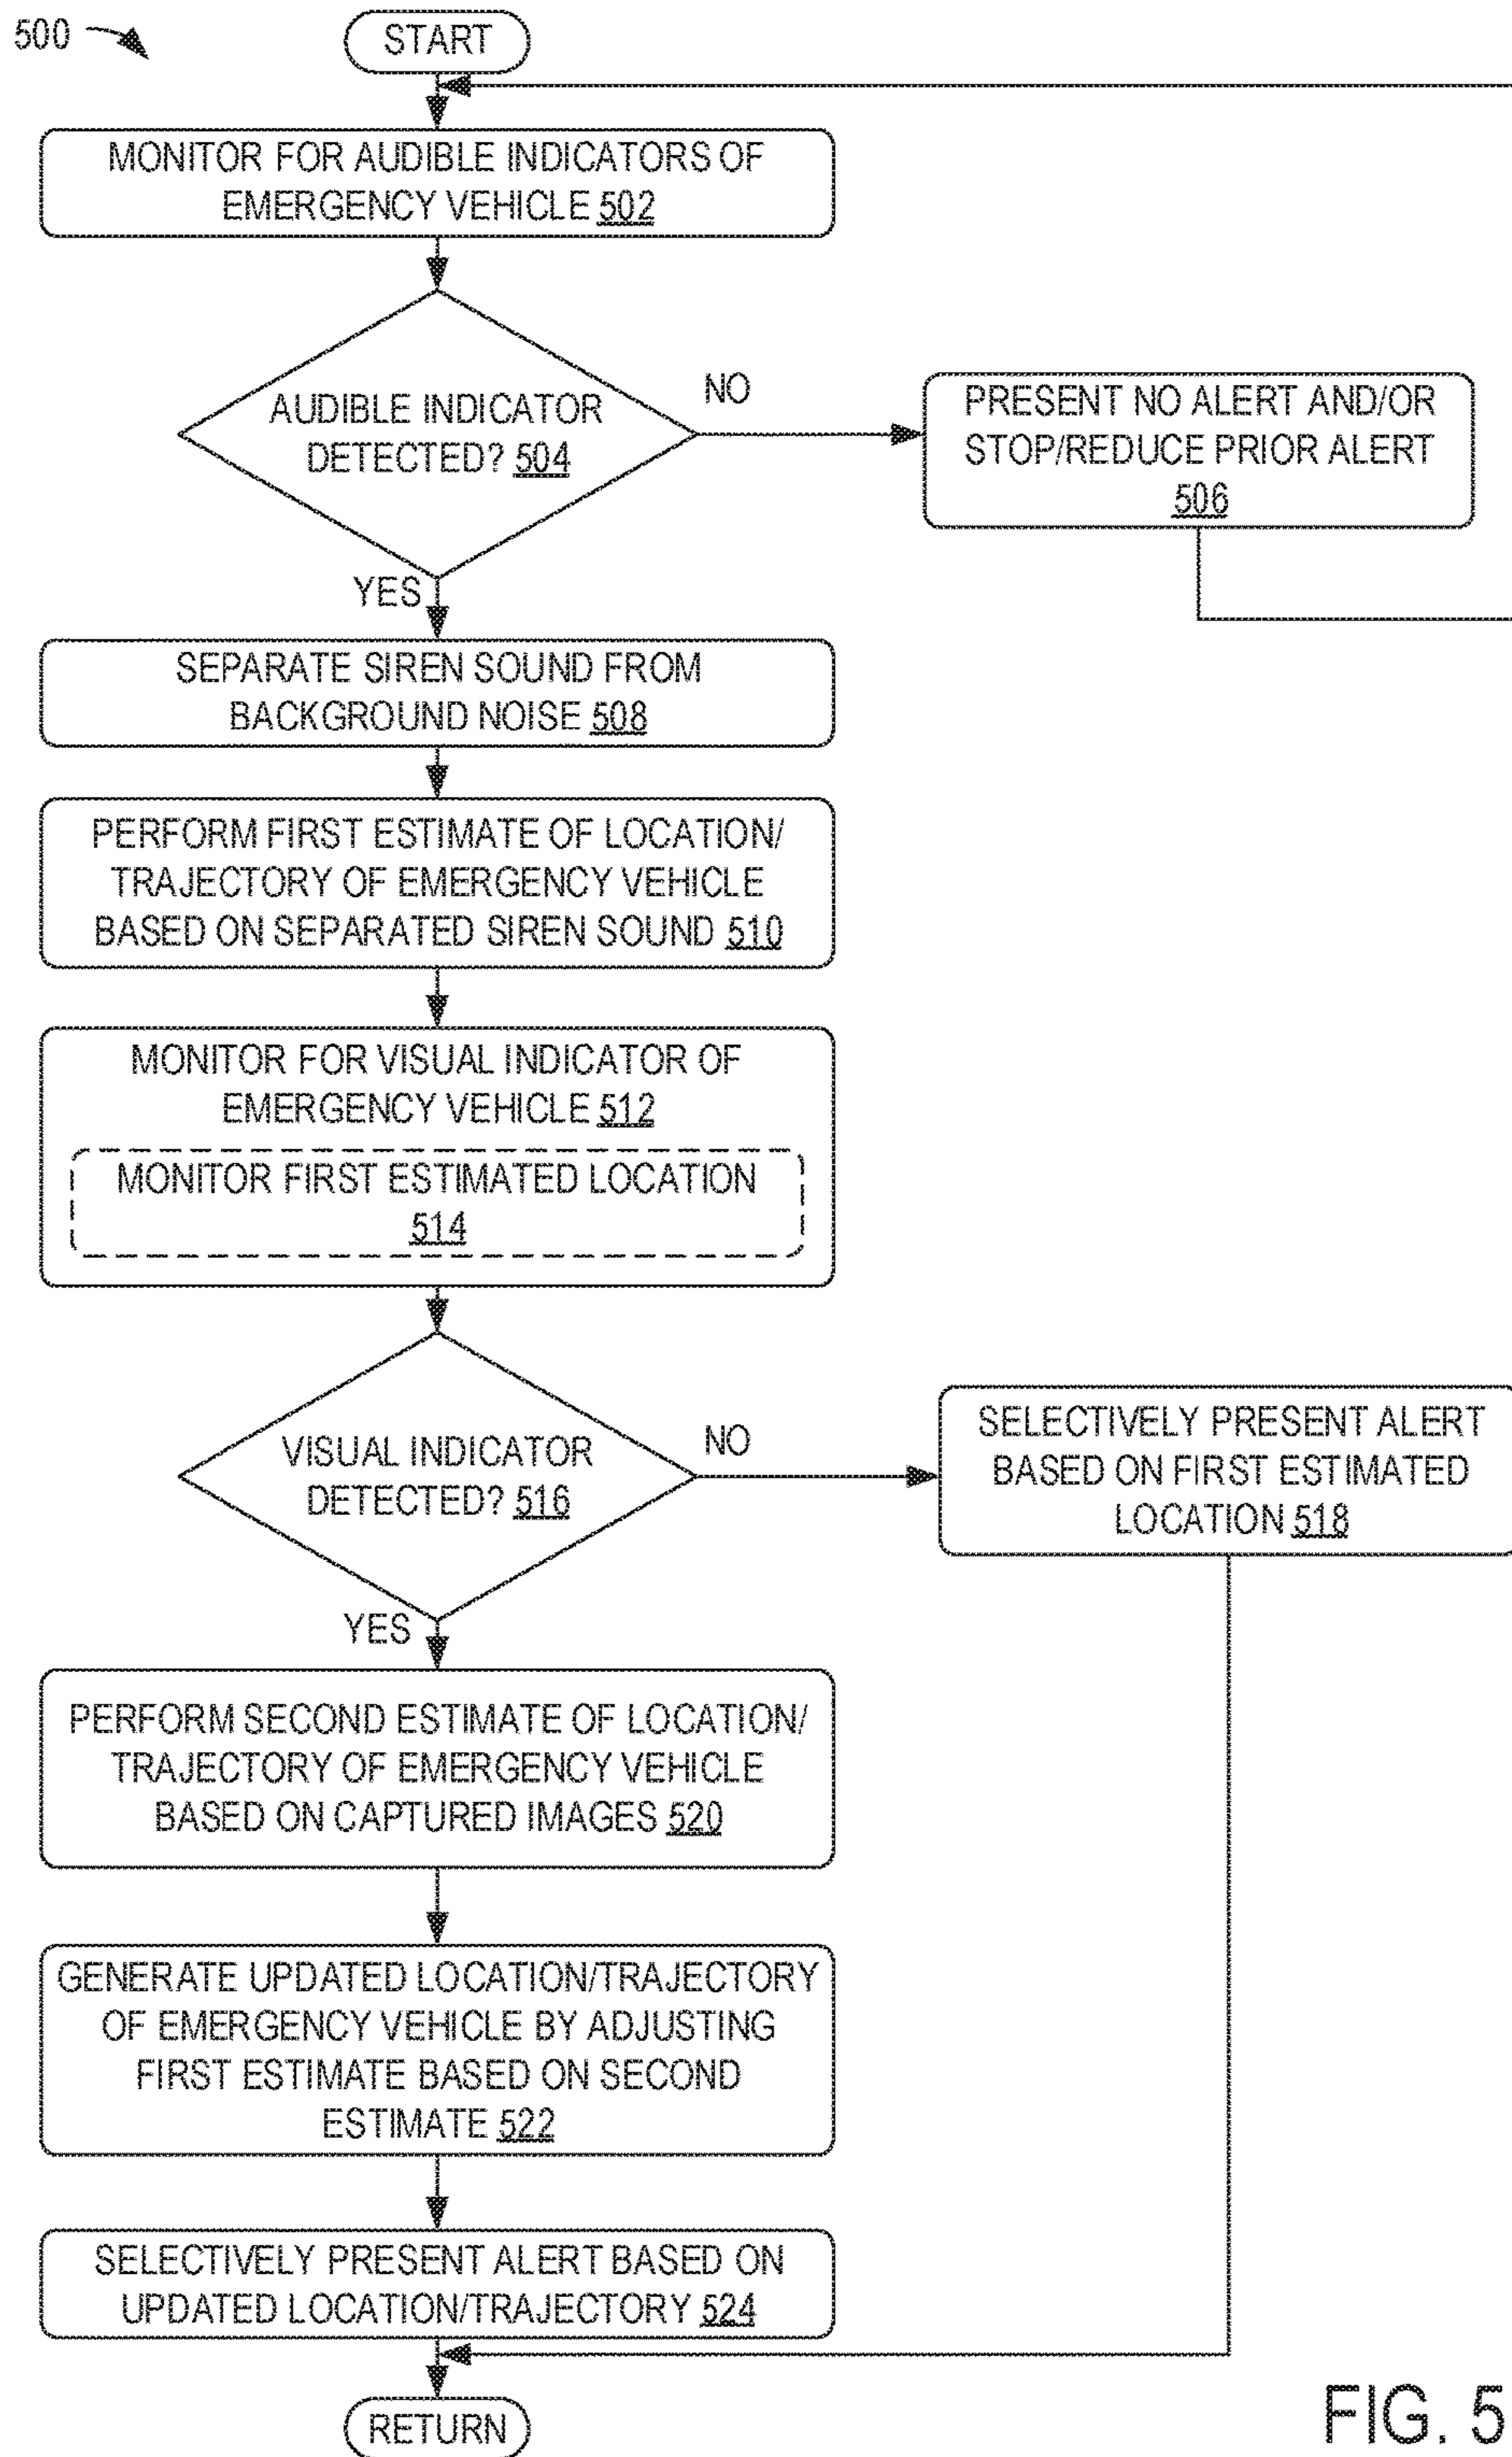 500
START
MONITOR FOR AUDIBLE INDICATORS OF
EMERGENCY VEHICLE 502
AUDIBLE INDICATOR
DETECTED? 504
NO
PRESENT NO ALERT AND/OR
STOP/REDUCE PRIOR ALERT
506
YES
SEPARATE SIREN SOUND FROM
BACKGROUND NOISE 508
PERFORM FIRST ESTIMATE OF LOCATION/
TRAJECTORY OF EMERGENCY VEHICLE
BASED ON SEPARATED SIREN SOUND 510
MONITOR FOR VISUAL INDICATOR OF
EMERGENCY VEHICLE 512
MONITOR FIRST ESTIMATED LOCATION
514
VISUAL INDICATOR
DETECTED? 516
NO
SELECTIVELY PRESENT ALERT
BASED ON FIRST ESTIMATED
LOCATION 518
YES
PERFORM SECOND ESTIMATE OF LOCATION/
TRAJECTORY OF EMERGENCY VEHICLE
BASED ON CAPTURED IMAGES 520
GENERATE UPDATED LOCATION/TRAJECTORY
OF EMERGENCY VEHICLE BY ADJUSTING
FIRST ESTIMATE BASED ON SECOND
ESTIMATE 522
SELECTIVELY PRESENT ALERT BASED ON
UPDATED LOCATION/TRAJECTORY 524
RETURN
FIG. 5